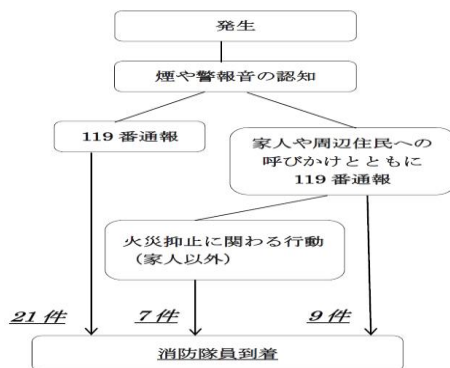 発生
煙や警報音の認知
119 番通報
家人や周辺住民への
呼びかけとともに
119 番通報
火災抑止に関わる行動
（家人以外）
21 件
7 件
9 件
消防隊員到着